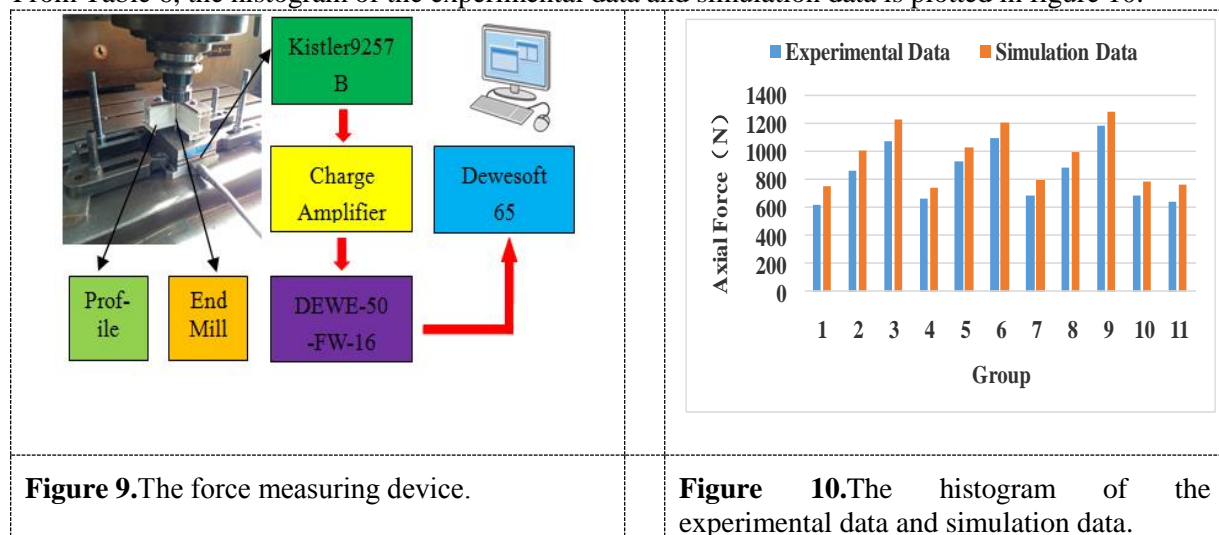 From Table 6, the histogram of the experimental data and simulation data is plotted in figure 10.
Kistler9257
B
Charge
Amplifier
Dewesoft
65
Prof-
ile
End
Mill
DEWE-50
-FW-16
Figure 9.The force measuring device.
Experimental Data Simulation Data
Axial Force（N）
1400
1200
1000
800
600
400
200
0
1 2 3 4 5 6 7 8 9 10 11
Group
Figure 10.The histogram of the
experimental data and simulation data.